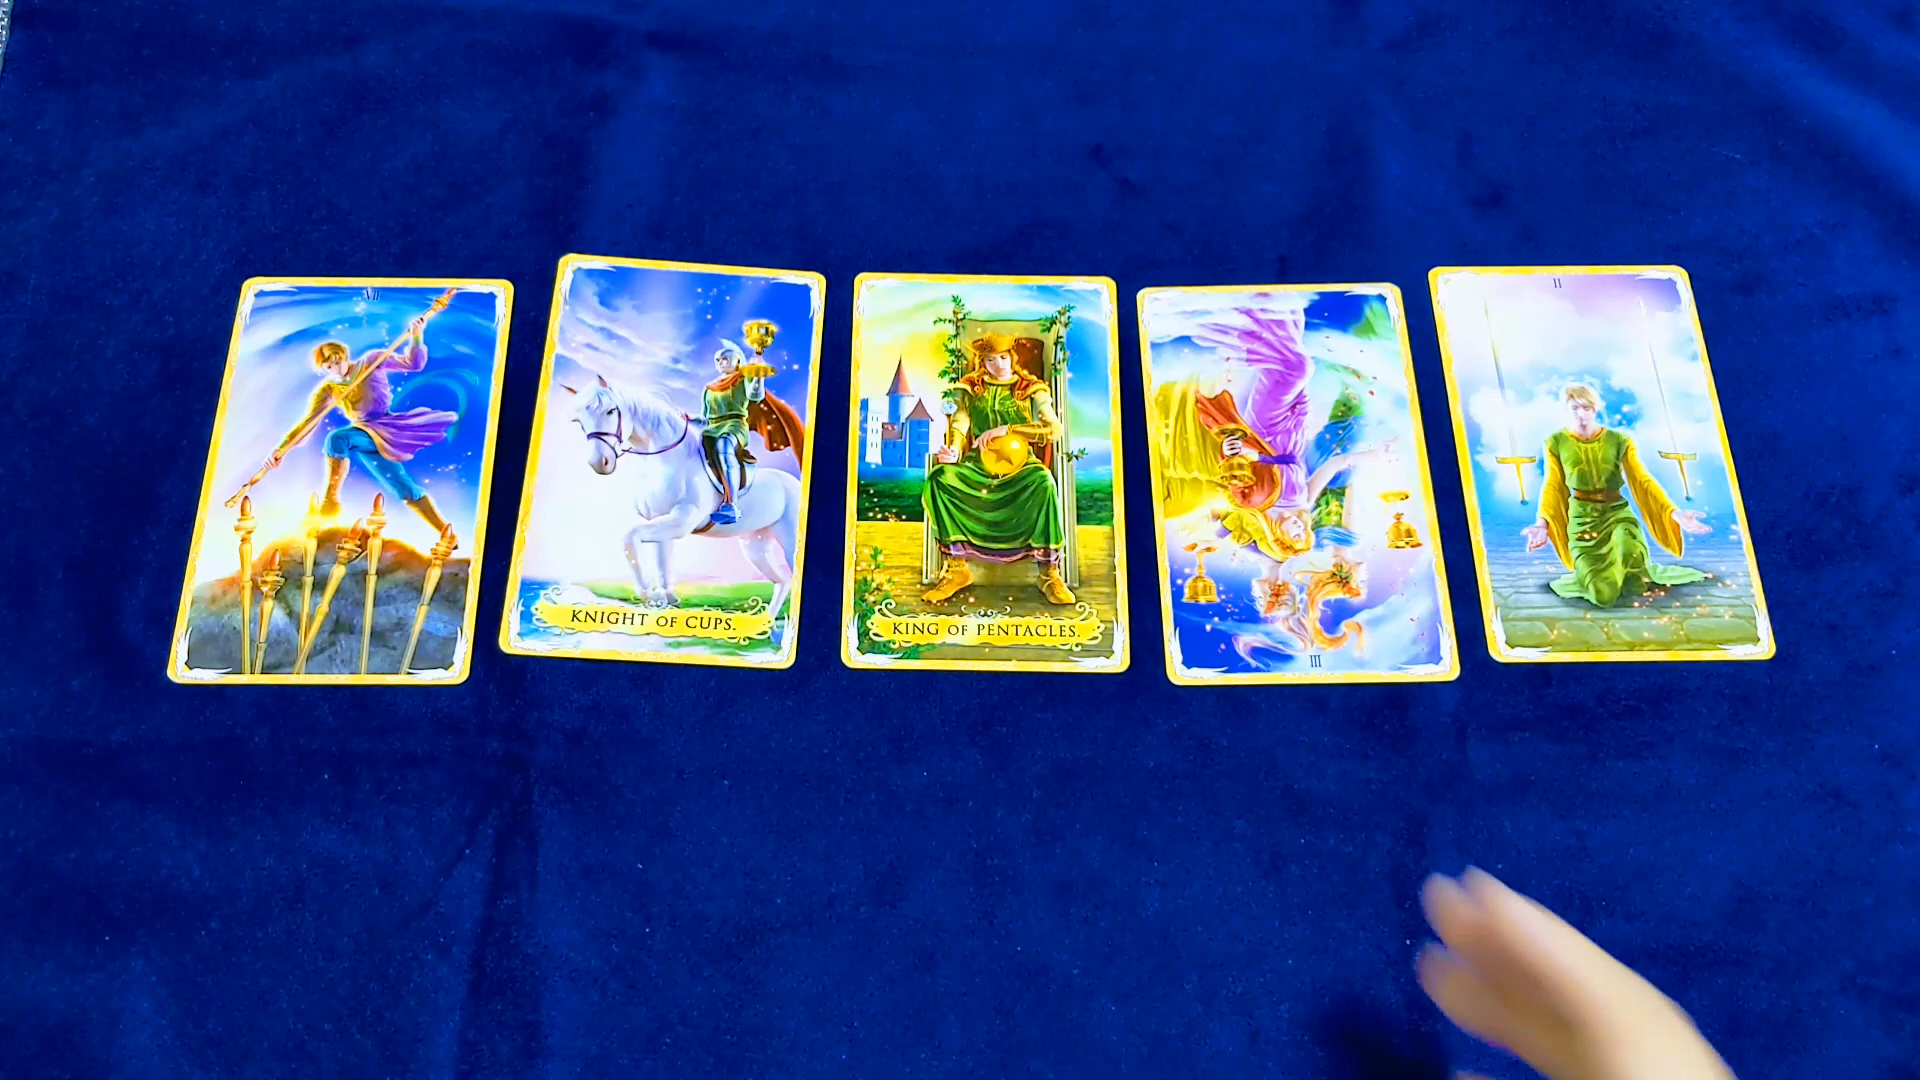 VII
KNIGHT OF CUPS.
KING OF PENTACLES.
III
II